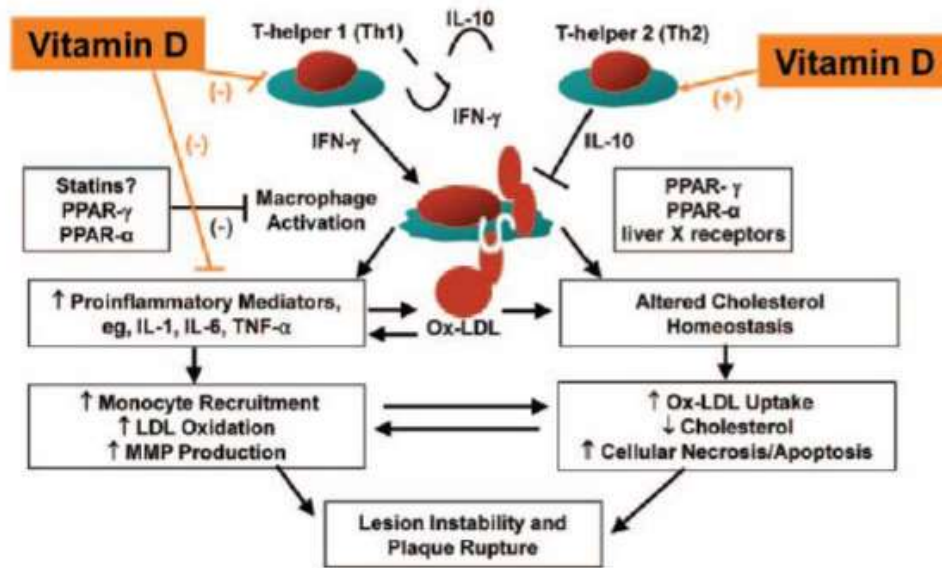 Vitamin D
T-helper 1 (Th1)
IL-10
T-helper 2 (Th2)
Vitamin D
(-)
(+)
IFN-γ
IFN-γ
IL-10
(-)
Statins?
PPAR-γ
PPAR-α
(-)
Macrophage
Activation
PPAR- γ
PPAR-α
liver X receptors
↑ Proinflammatory Mediators,
eg, IL-1, IL-6, TNF-α
Ox-LDL
Altered Cholesterol
Homeostasis
↑ Monocyte Recruitment
↑ LDL Oxidation
↑ MMP Production
↑ Ox-LDL Uptake
↓ Cholesterol
↑ Cellular Necrosis/Apoptosis
Lesion Instability and
Plaque Rupture